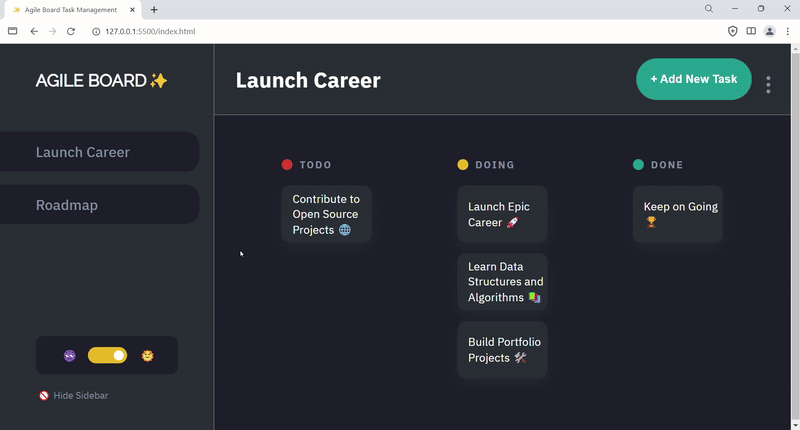 ✨ Agile Board Task Management
127.0.0.1:5500/index.html
AGILE BOARD✨
Launch Career
+ Add New Task
Launch Career
Roadmap
TODO
Contribute to
Open Source
Projects 🌐
DOING
Launch Epic
Career 🚀
Learn Data
Structures and
Algorithms 📚
Build Portfolio
Projects 🛠️
DONE
Keep on Going
🏆
Hide Sidebar